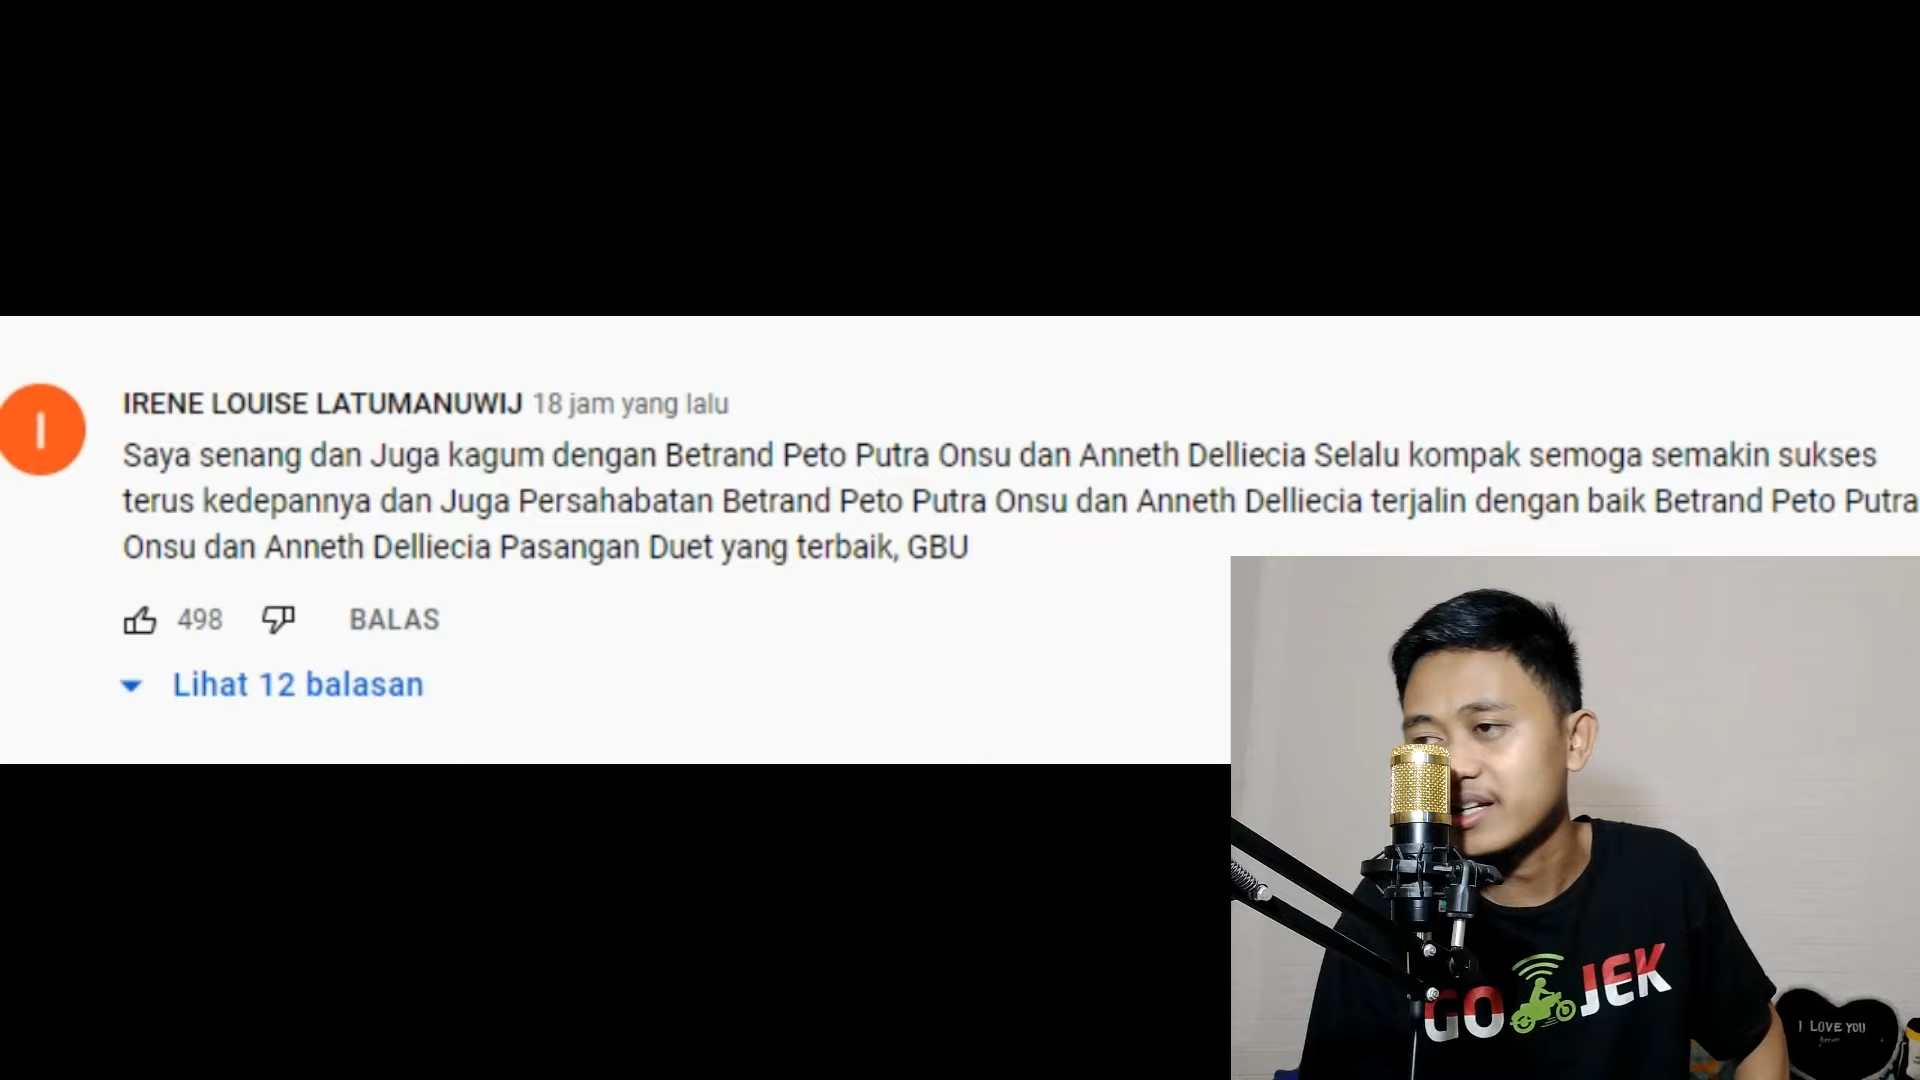 I
IRENE LOUISE LATUMANUWIJ 18 jam yang lalu
Saya senang dan Juga kagum dengan Betrand Peto Putra Onsu dan Anneth Delliecia Selalu kompak semoga semakin sukses
terus kedepannya dan Juga Persahabatan Betrand Peto Putra Onsu dan Anneth Delliecia terjalin dengan baik Betrand Peto Putra
Onsu dan Anneth Delliecia Pasangan Duet yang terbaik, GBU
498 BALAS
Lihat 12 balasan
GO JEK
I LOVE YOU
forever